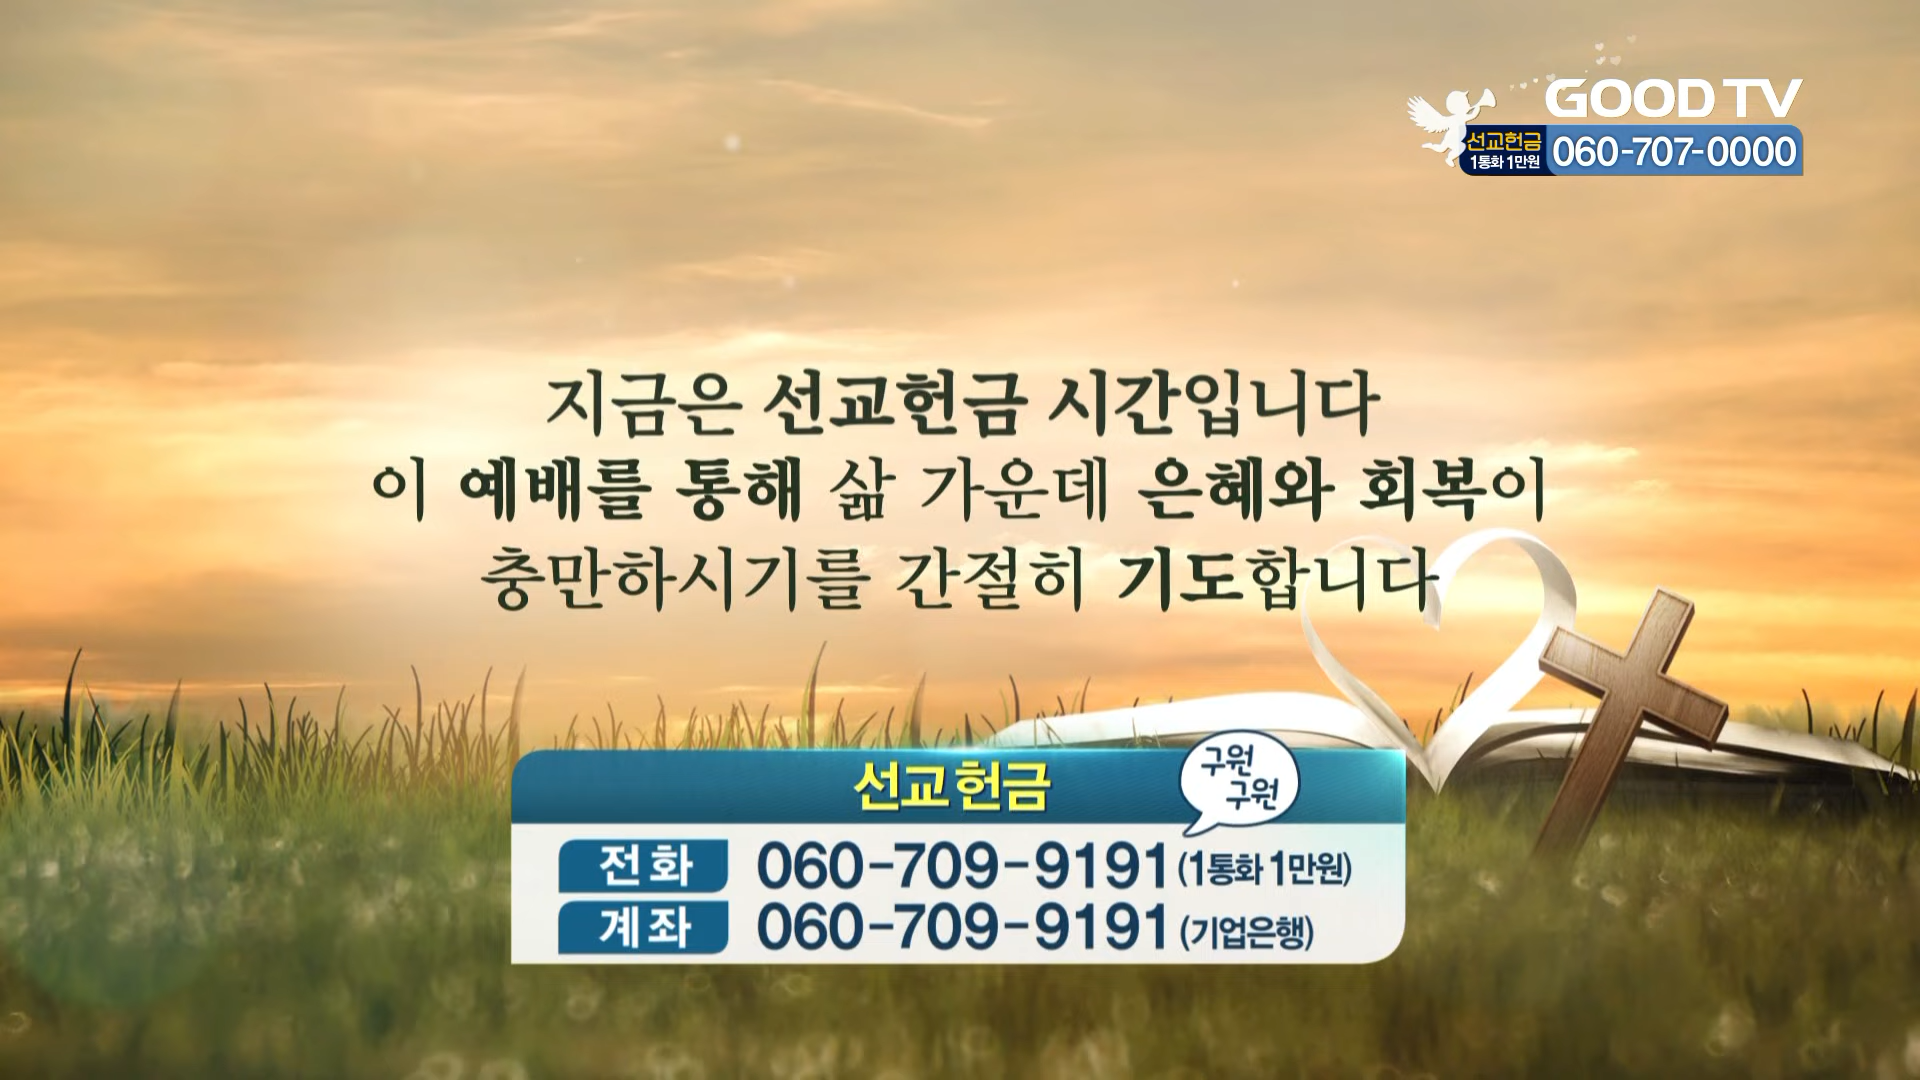 GOOD TV
선교헌금
1통화 1만원
060-707-0000
지금은 선교헌금 시간입니다
이 예배를 통해 삶 가운데 은혜와 회복이
충만하시기를 간절히 기도합니다
선교헌금
구원
구원
전화 060-709-9191 (1통화 1만원)
계좌 060-709-9191 (기업은행)